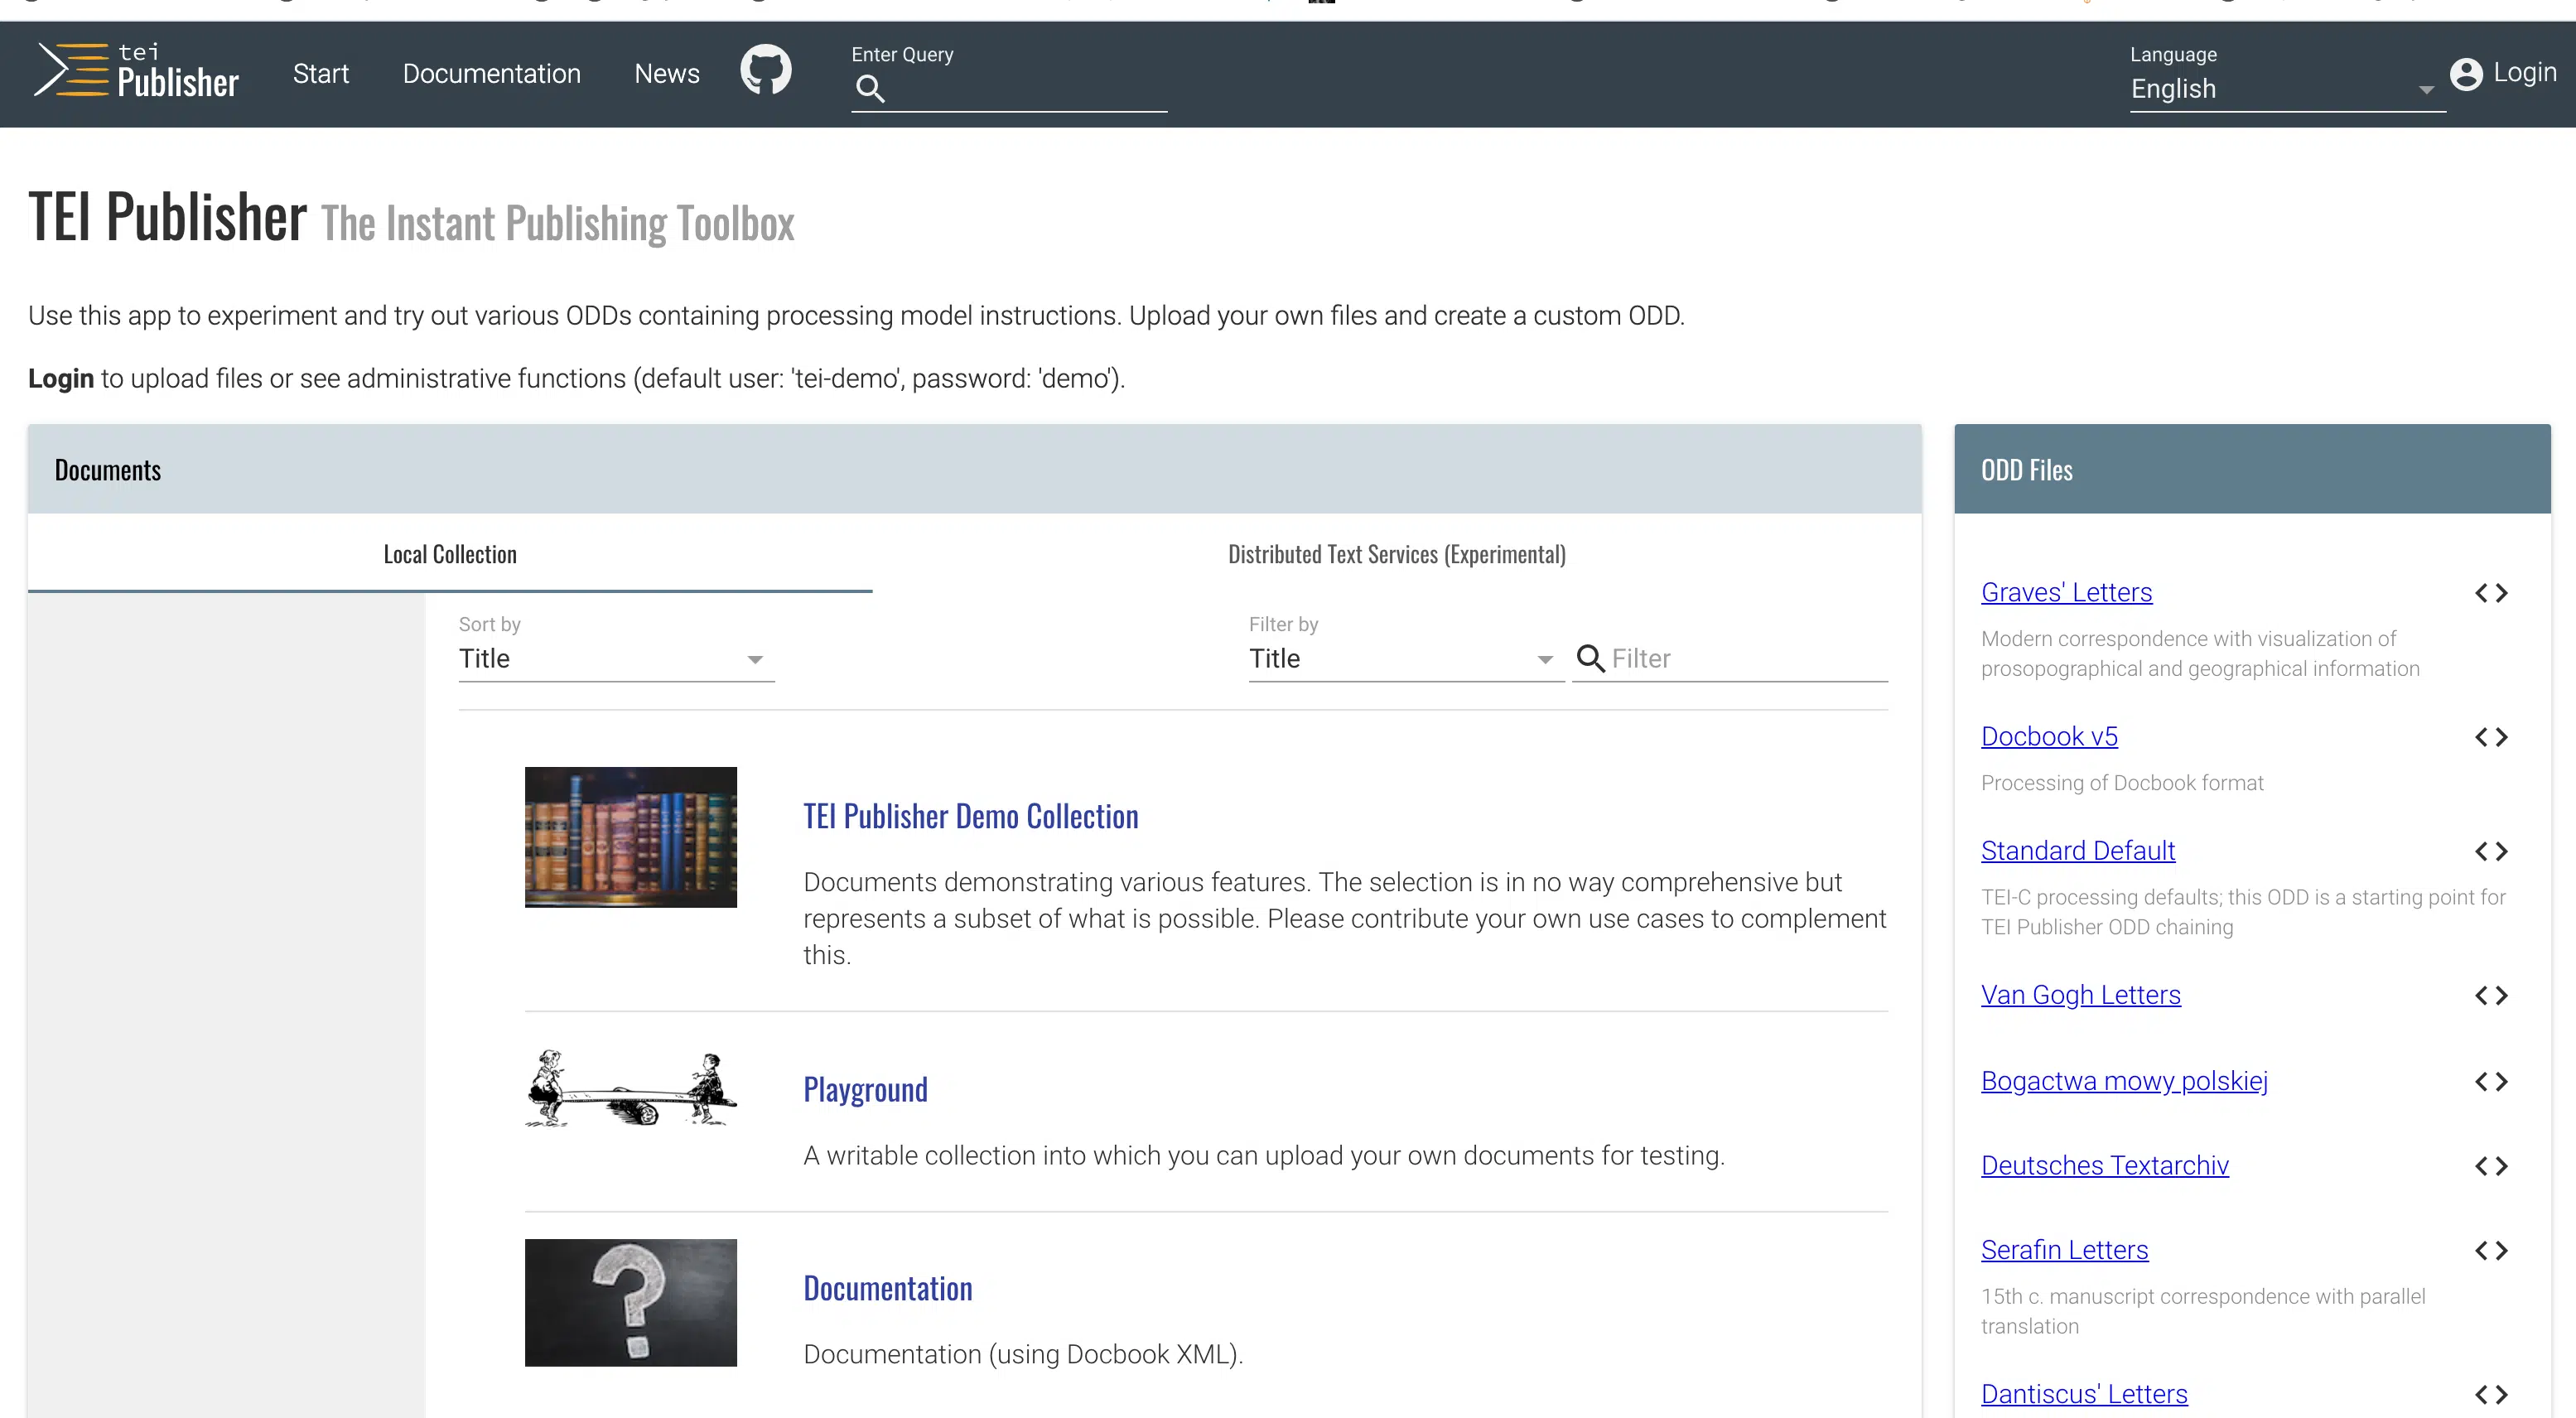 tei
Publisher
Start
Documentation
News
Enter Query
Language
English
Login
TEI Publisher The Instant Publishing Toolbox
Use this app to experiment and try out various ODDs containing processing model instructions. Upload your own files and create a custom ODD.
Login to upload files or see administrative functions (default user: 'tei-demo', password: 'demo').
Documents
Local Collection
Distributed Text Services (Experimental)
Sort by
Title
Filter by
Title
Filter
TEI Publisher Demo Collection
Documents demonstrating various features. The selection is in no way comprehensive but
represents a subset of what is possible. Please contribute your own use cases to complement
this.
Playground
A writable collection into which you can upload your own documents for testing.
Documentation
Documentation (using Docbook XML).
ODD Files
Graves' Letters
Modern correspondence with visualization of
prosopographical and geographical information
Docbook v5
Processing of Docbook format
Standard Default
TEI-C processing defaults; this ODD is a starting point for
TEI Publisher ODD chaining
Van Gogh Letters
Bogactwa mowy polskiej
Deutsches Textarchiv
Serafin Letters
15th c. manuscript correspondence with parallel
translation
Dantiscus' Letters